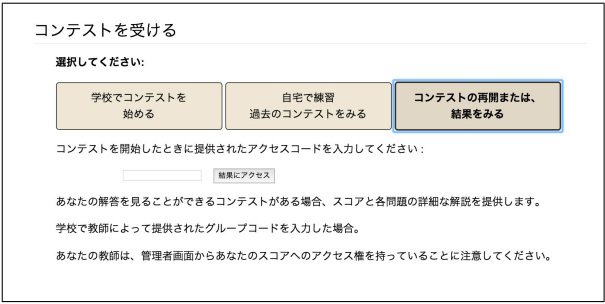 コンテストを受ける
選択してください:
学校でコンテストを
始める
自宅で練習
過去のコンテストをみる
コンテストの再開または、
結果をみる
コンテストを開始したときに提供されたアクセスコードを入力してください :
結果にアクセス
あなたの解答を見ることができるコンテストがある場合、スコアと各問題の詳細な解説を提供します。
学校で教師によって提供されたグループコードを入力した場合。
あなたの教師は、管理者画面からあなたのスコアへのアクセス権を持っていることに注意してください。